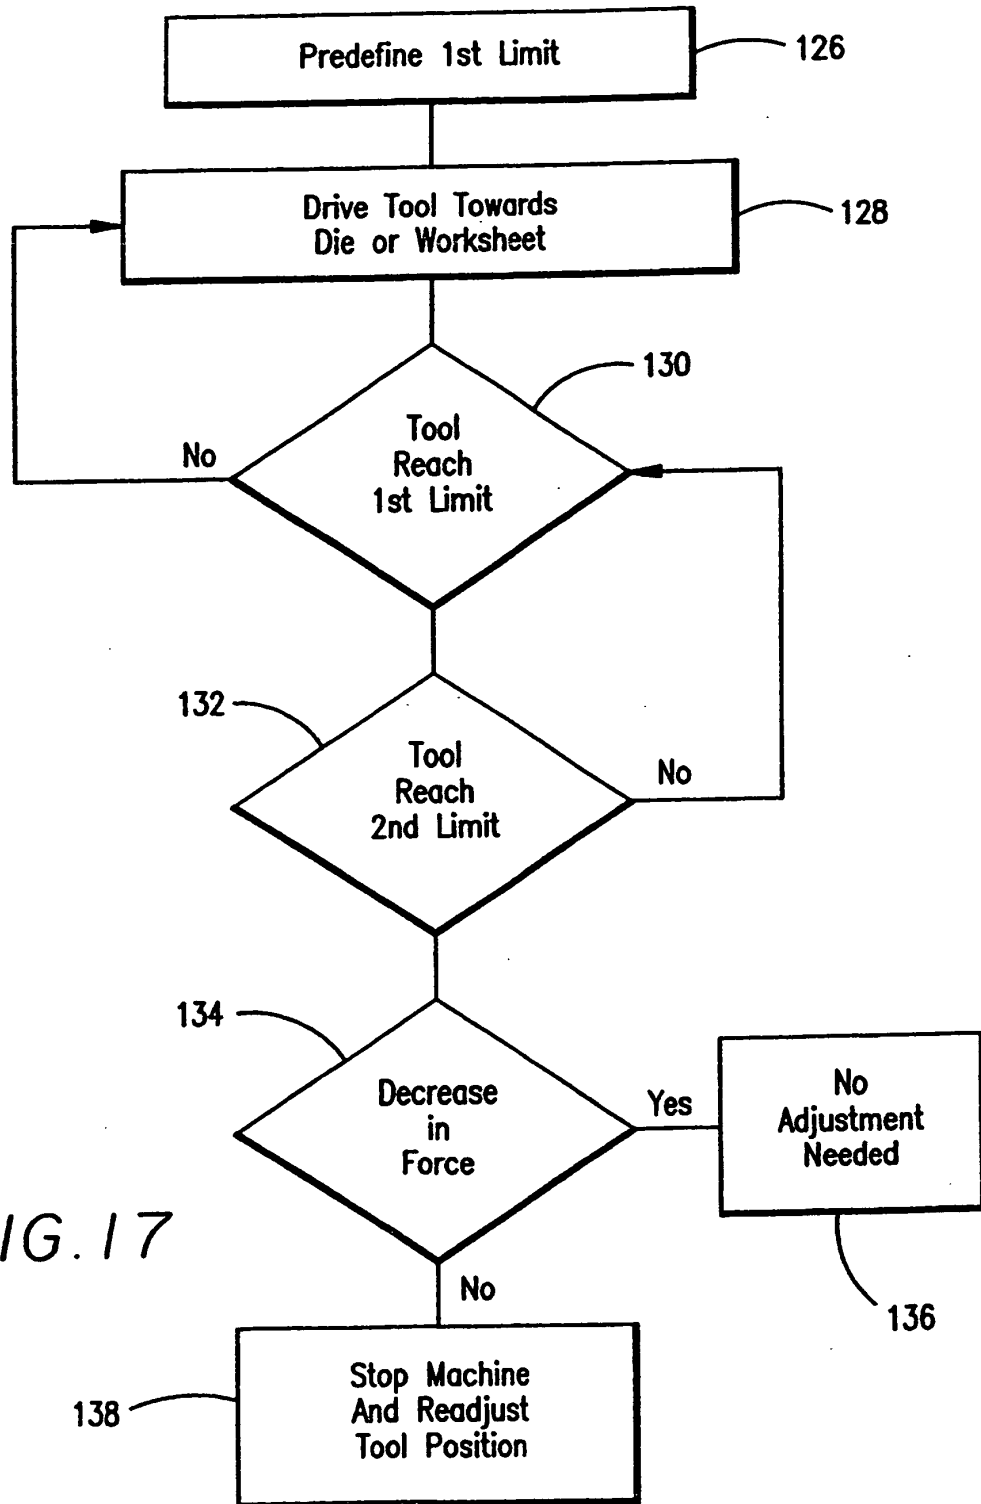 Predefine 1st Limit
126
Drive Tool Towards
Die or Worksheet
128
130
Tool
Reach
1st Limit
No
132
Tool
Reach
2nd Limit
No
134
Decrease
in
Force
Yes
No
Adjustment
Needed
136
IG. 17
No
138
Stop Machine
And Readjust
Tool Position